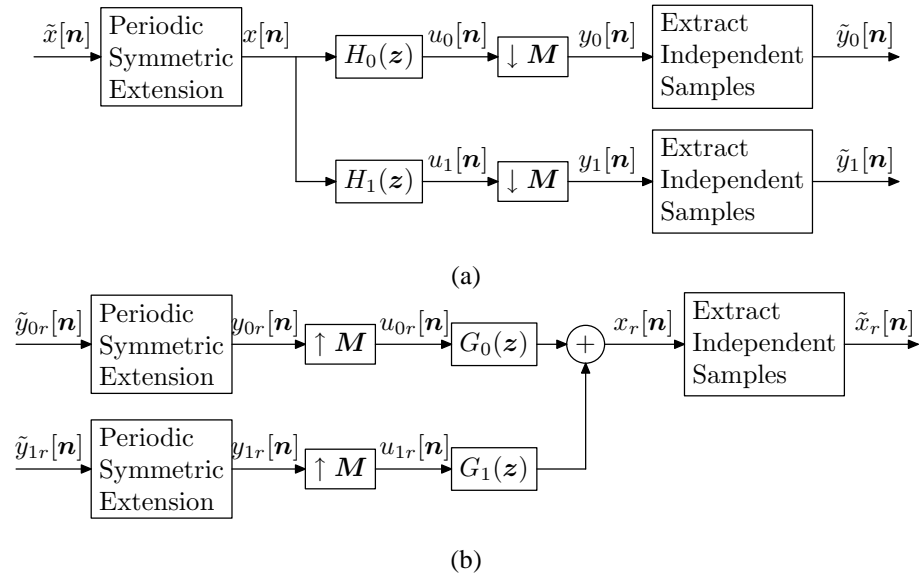 x̃[n]
Periodic
Symmetric
Extension
x[n]
H₀(z)
u₀[n]
↓ M
y₀[n]
Extract
Independent
Samples
ỹ₀[n]
H₁(z)
u₁[n]
↓ M
y₁[n]
Extract
Independent
Samples
ỹ₁[n]
(a)
ỹ₀ᵣ[n]
Periodic
Symmetric
Extension
y₀ᵣ[n]
↑ M
u₀ᵣ[n]
G₀(z)
+
xᵣ[n]
Extract
Independent
Samples
x̃ᵣ[n]
ỹ₁ᵣ[n]
Periodic
Symmetric
Extension
y₁ᵣ[n]
↑ M
u₁ᵣ[n]
G₁(z)
(b)